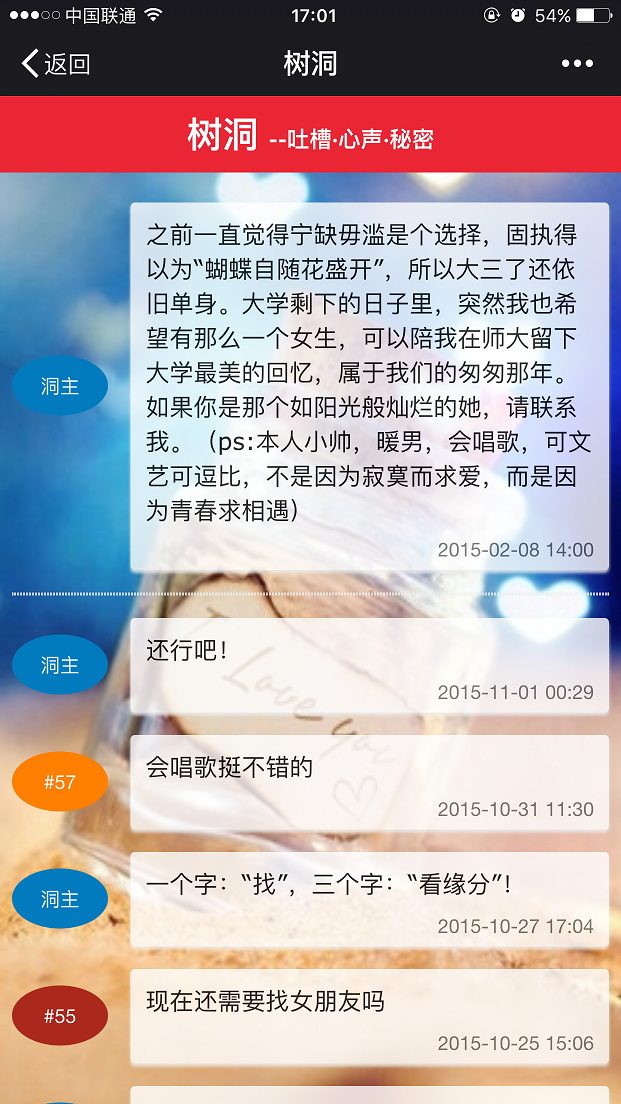 中国联通
17:01
54%
返回
树洞
树洞 --吐槽·心声·秘密
之前一直觉得宁缺毋滥是个选择，固执得
以为“蝴蝶自随花盛开”，所以大三了还依
旧单身。大学剩下的日子里，突然我也希
望有那么一个女生，可以陪我在师大留下
大学最美的回忆，属于我们的匆匆那年。
如果你是那个如阳光般灿烂的她，请联系
我。（ps:本人小帅，暖男，会唱歌，可文
艺可逗比，不是因为寂寞而求爱，而是因
为青春求相遇）
洞主
2015-02-08 14:00
洞主
还行吧！
2015-11-01 00:29
#57
会唱歌挺不错的
2015-10-31 11:30
洞主
一个字：“找”，三个字：“看缘分”！
2015-10-27 17:04
#55
现在还需要找女朋友吗
2015-10-25 15:06
I Love you